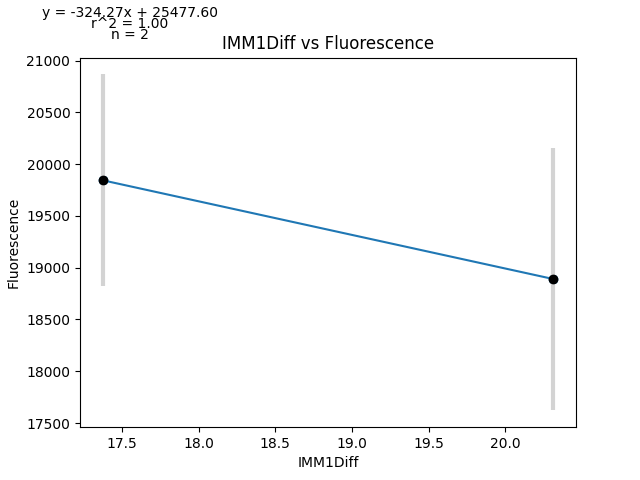 y = -324.27x + 25477.60
r^2 = 1.00
n = 2
IMM1Diff vs Fluorescence
21000
20500
20000
19500
19000
18500
18000
17500
Fluorescence
17.5 18.0 18.5 19.0 19.5 20.0
IMM1Diff